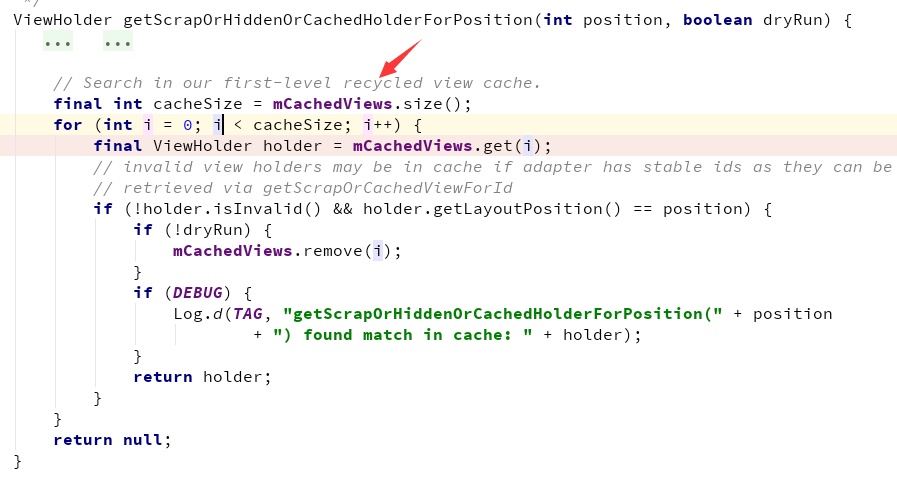 */
ViewHolder getScrapOrHiddenOrCachedHolderForPosition(int position, boolean dryRun) {
... ...
// Search in our first-level recycled view cache.
final int cacheSize = mCachedViews.size();
for (int i = 0; i < cacheSize; i++) {
final ViewHolder holder = mCachedViews.get(i);
// invalid view holders may be in cache if adapter has stable ids as they can be
// retrieved via getScrapOrCachedViewForId
if (!holder.isInvalid() && holder.getLayoutPosition() == position) {
if (!dryRun) {
mCachedViews.remove(i);
}
if (DEBUG) {
Log.d(TAG, "getScrapOrHiddenOrCachedHolderForPosition(" + position
+ ") found match in cache: " + holder);
}
return holder;
}
}
return null;
}